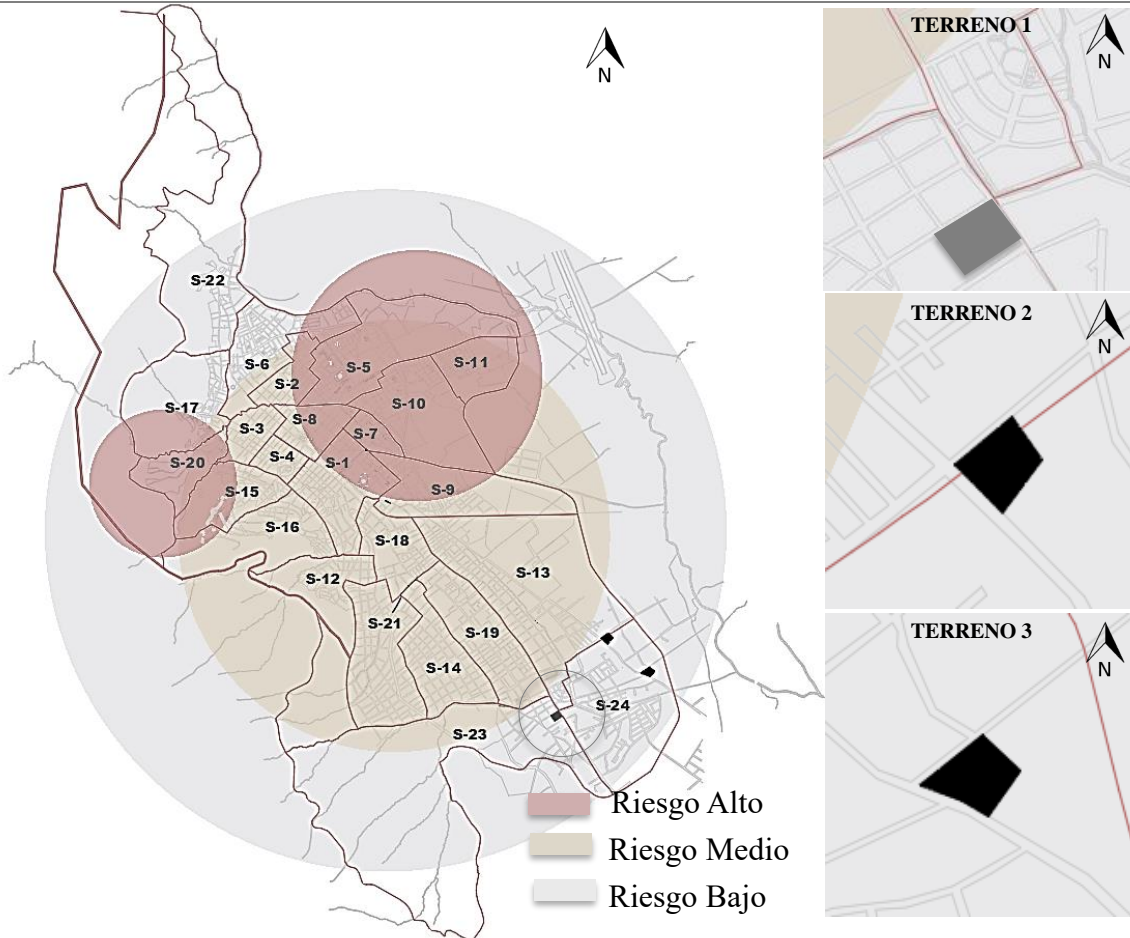 N
S-22
S-6
S-5
S-11
S-2
S-10
S-17
S-8
S-3
S-7
S-4
S-1
S-20
S-15
S-9
S-16
S-18
S-12
S-13
S-21
S-19
S-14
S-24
S-23
Riesgo Alto
Riesgo Medio
Riesgo Bajo
TERRENO 1
N
TERRENO 2
N
TERRENO 3
N